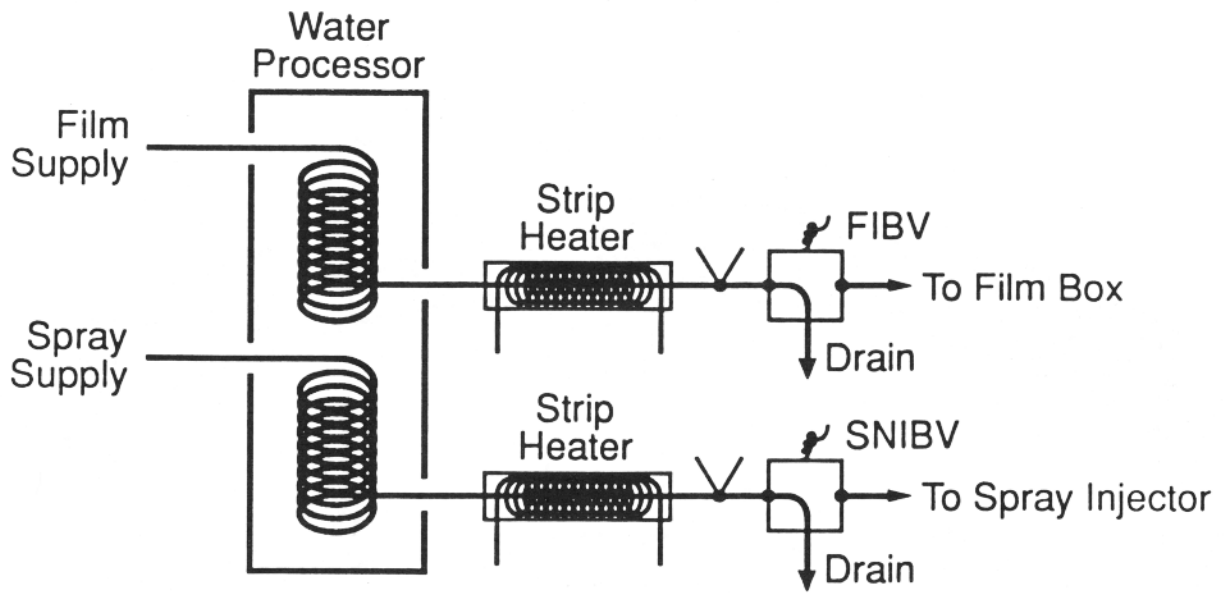 Water
Processor
Film
Supply
Strip
Heater
FIBV
To Film Box
Drain
Spray
Supply
Strip
Heater
SNIBV
To Spray Injector
Drain